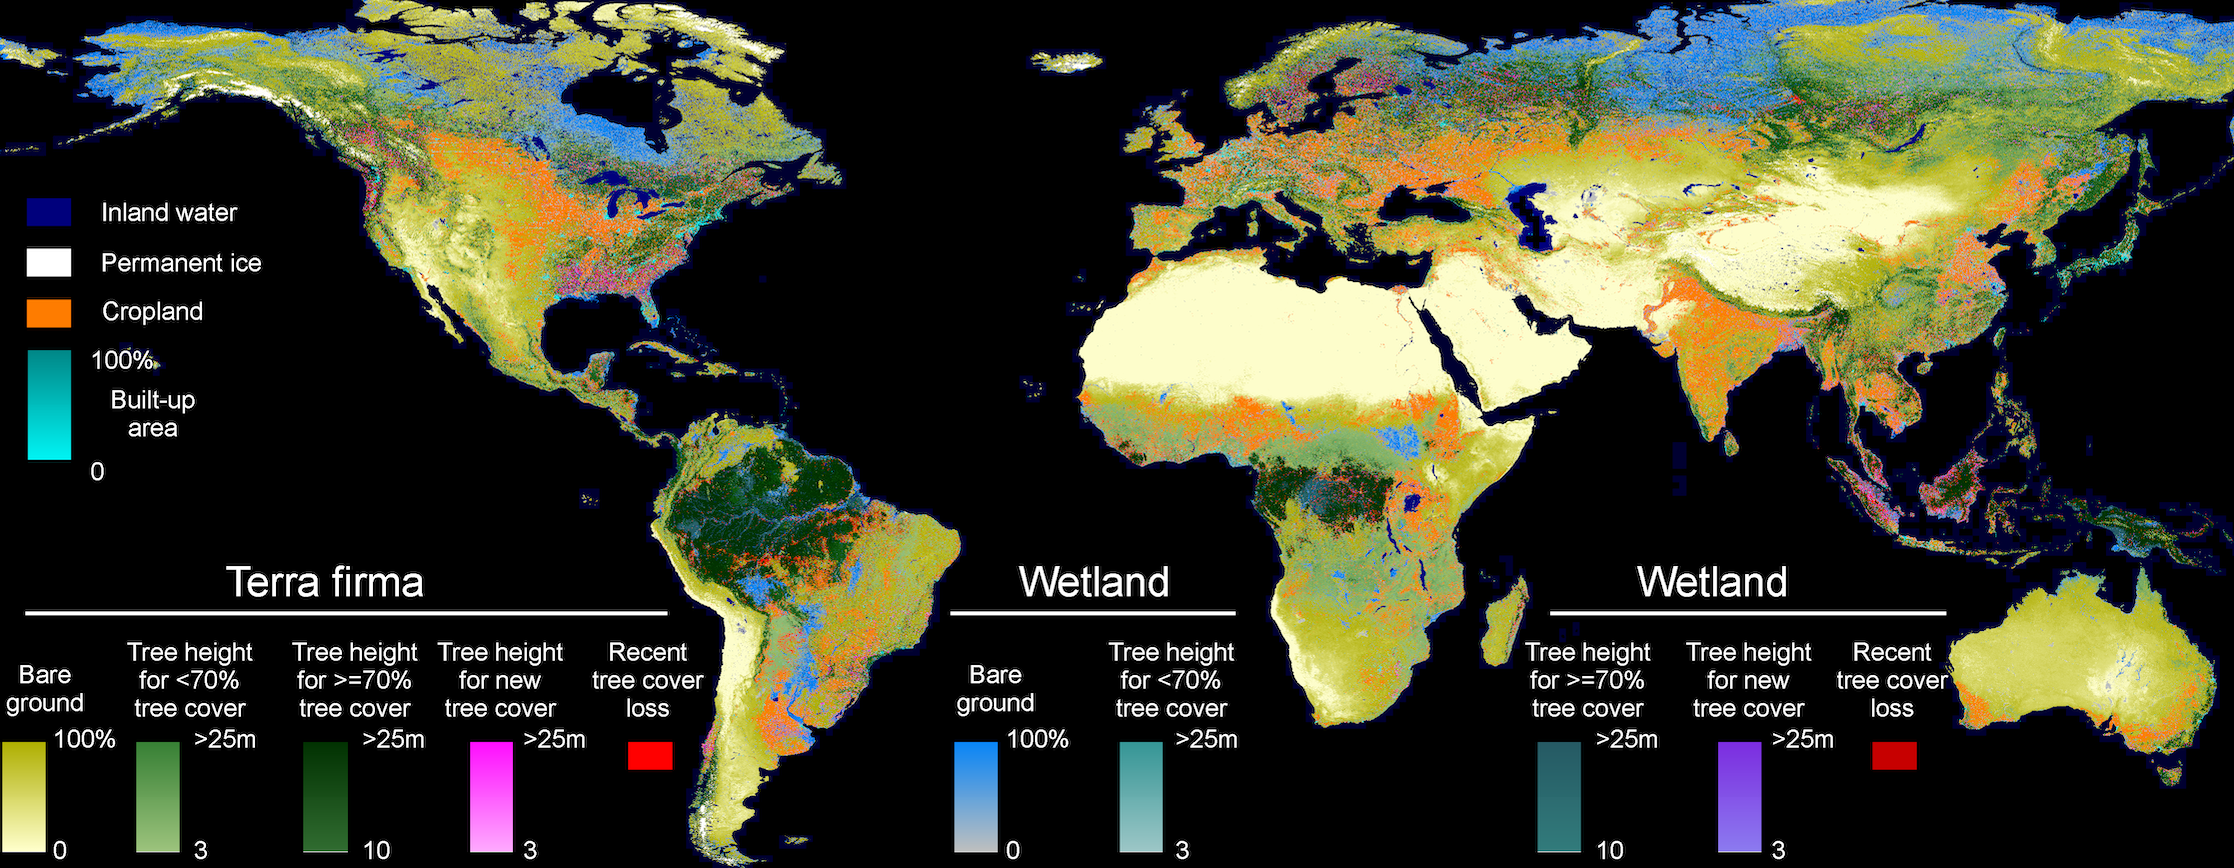 Inland water
Permanent ice
Cropland
100%
Built-up
area
0
Terra firma
Bare
ground
100%
0
Tree height
for <70%
tree cover
>25m
3
Tree height
for >=70%
tree cover
>25m
10
Tree height
for new
tree cover
>25m
3
Recent
tree cover
loss
Wetland
Bare
ground
100%
0
Tree height
for <70%
tree cover
>25m
3
Wetland
Tree height
for >=70%
tree cover
>25m
10
Tree height
for new
tree cover
>25m
3
Recent
tree cover
loss